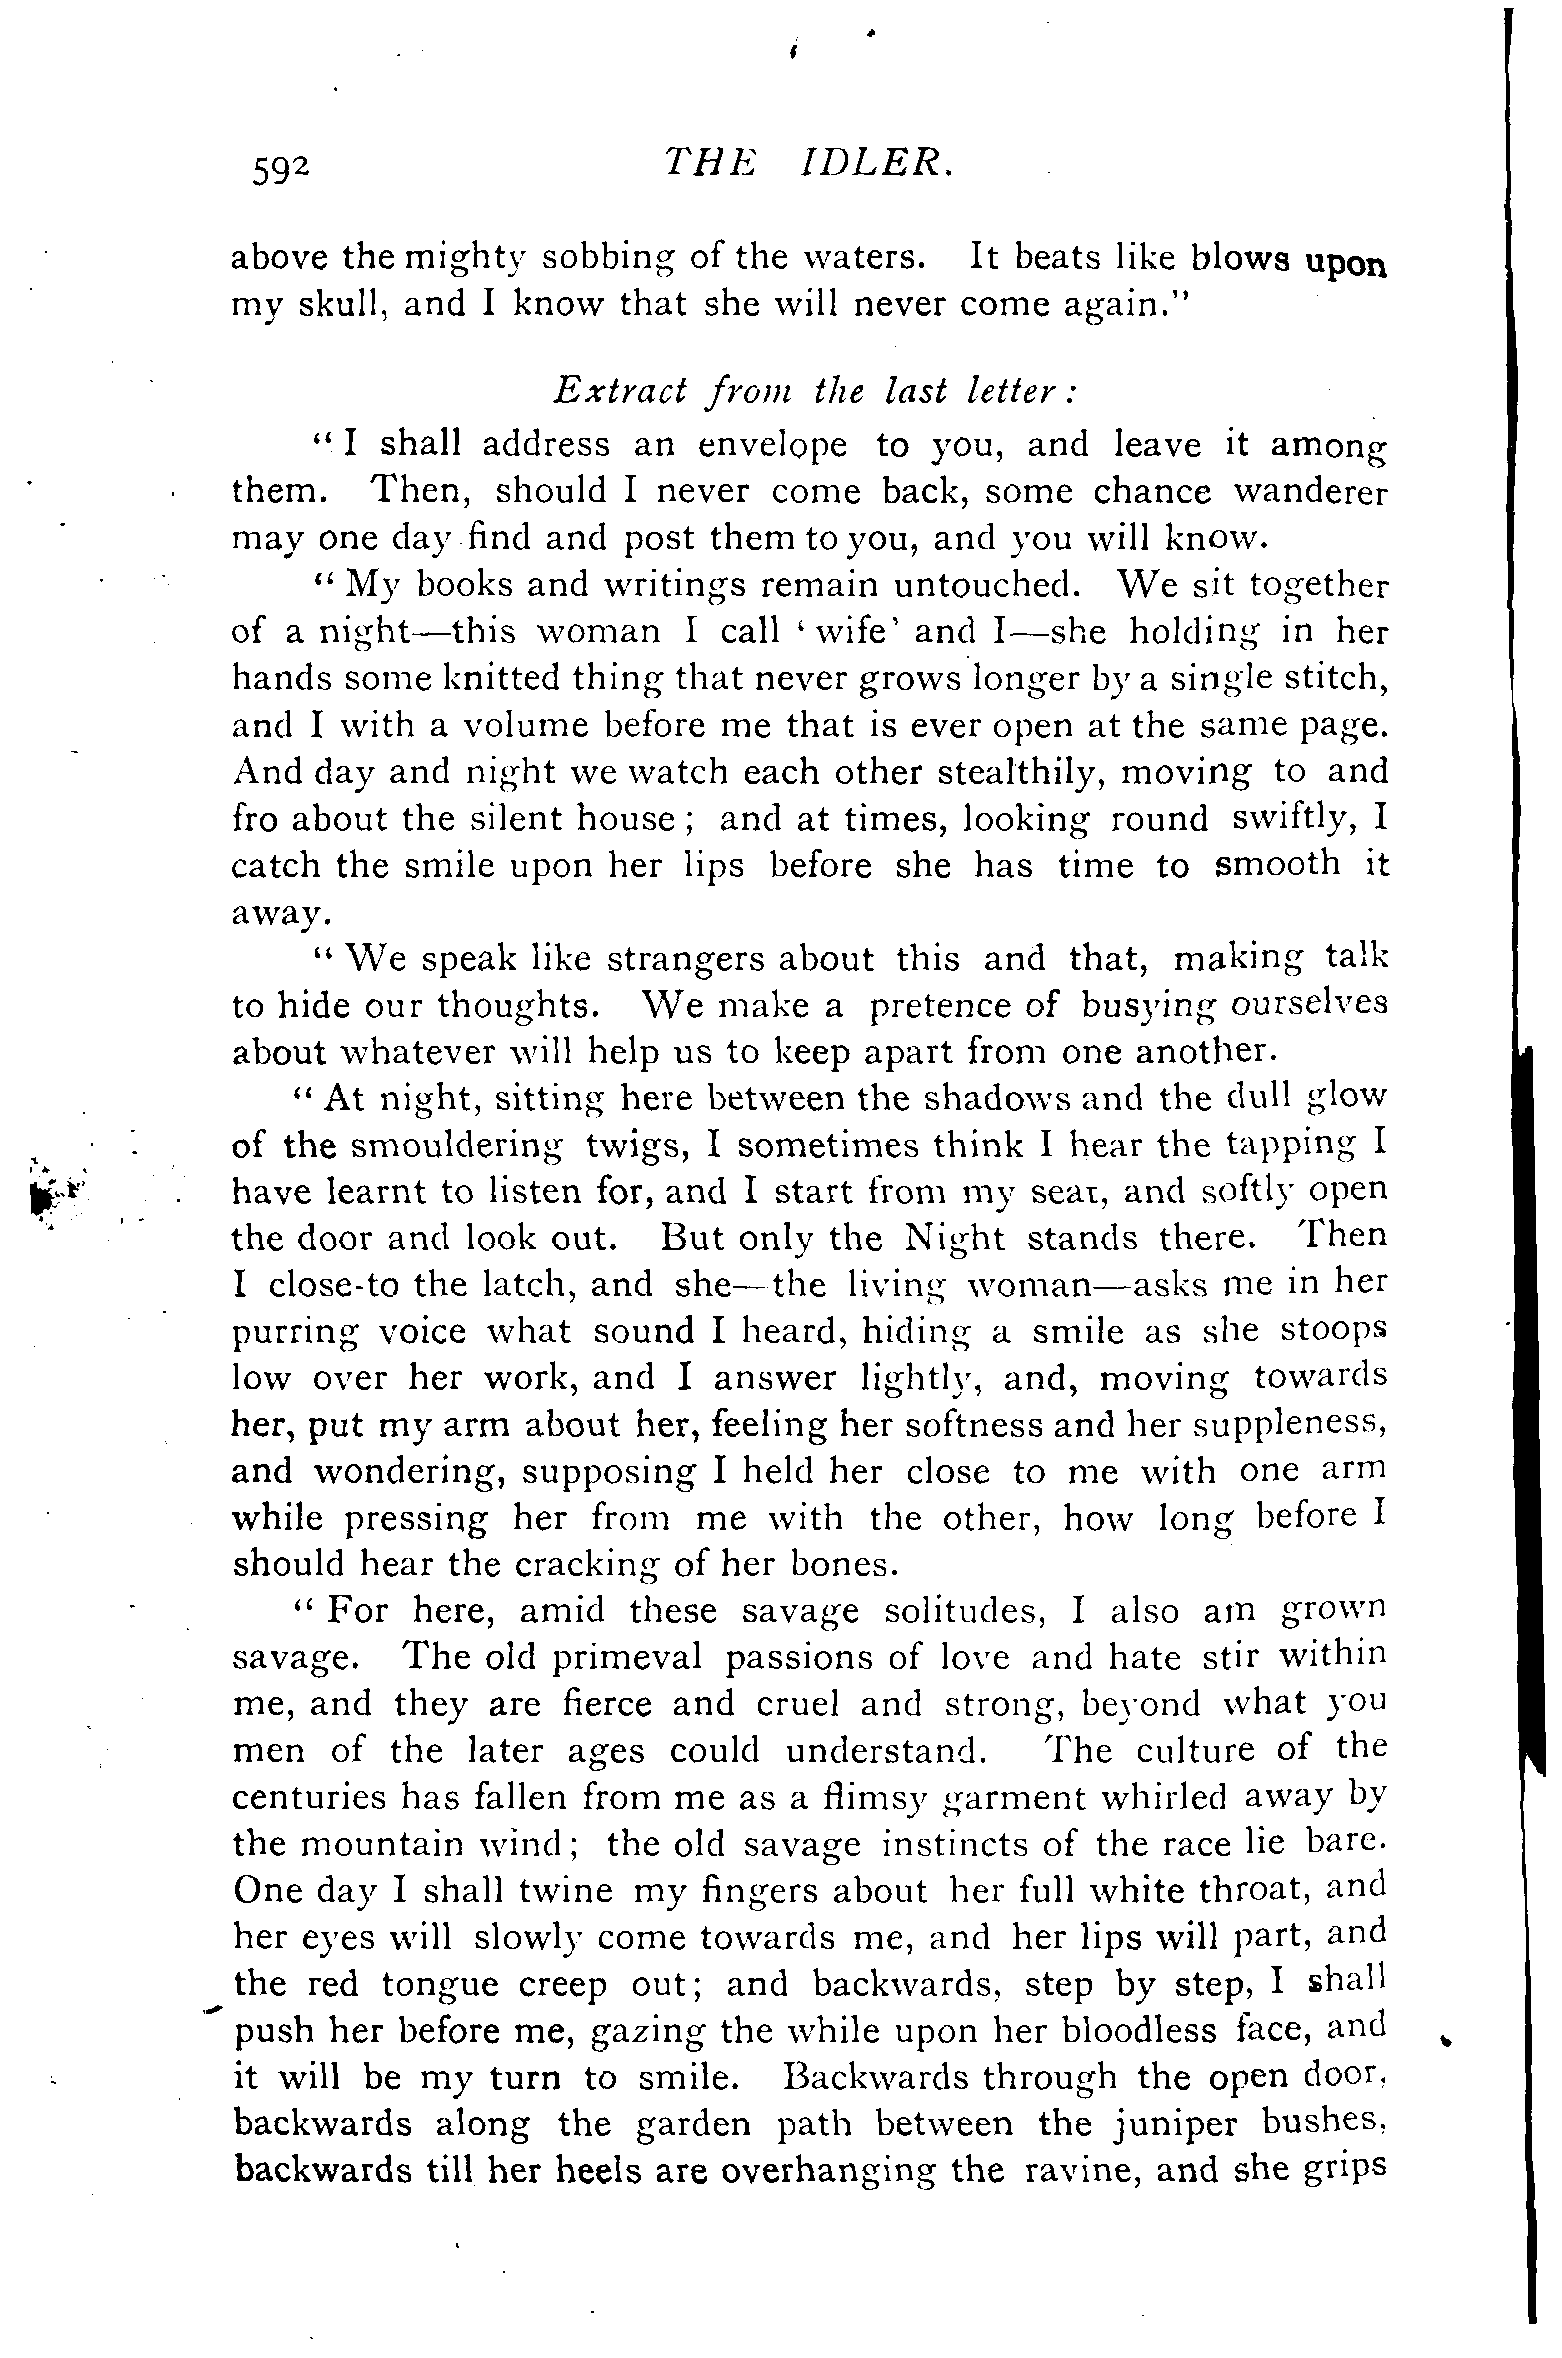 592 THE IDLER.
above the mighty sobbing of the waters. It beats like blows upon
my skull, and I know that she will never come again."
Extract from the last letter :
" I shall address an envelope to you, and leave it among
them. Then, should I never come back, some chance wanderer
may one day find and post them to you, and you will know.
" My books and writings remain untouched. We sit together
of a night—this woman I call ' wife' and I—she holding in her
hands some knitted thing that never grows longer by a single stitch,
and I with a volume before me that is ever open at the same page.
And day and night we watch each other stealthily, moving to and
fro about the silent house ; and at times, looking round swiftly, I
catch the smile upon her lips before she has time to smooth it
away.
" We speak like strangers about this and that, making talk
to hide our thoughts. We make a pretence of busying ourselves
about whatever will help us to keep apart from one another.
" At night, sitting here between the shadows and the dull glow
of the smouldering twigs, I sometimes think I hear the tapping I
have learnt to listen for, and I start from my seat, and softly open
the door and look out. But only the Night stands there. Then
I close-to the latch, and she—the living woman—asks me in her
purring voice what sound I heard, hiding a smile as she stoops
low over her work, and I answer lightly, and, moving towards
her, put my arm about her, feeling her softness and her suppleness,
and wondering, supposing I held her close to me with one arm
while pressing her from me with the other, how long before I
should hear the cracking of her bones.
" For here, amid these savage solitudes, I also am grown
savage. The old primeval passions of love and hate stir within
me, and they are fierce and cruel and strong, beyond what you
men of the later ages could understand. The culture of the
centuries has fallen from me as a flimsy garment whirled away by
the mountain wind ; the old savage instincts of the race lie bare.
One day I shall twine my fingers about her full white throat, and
her eyes will slowly come towards me, and her lips will part, and
the red tongue creep out ; and backwards, step by step, I shall
push her before me, gazing the while upon her bloodless face, and
it will be my turn to smile. Backwards through the open door,
backwards along the garden path between the juniper bushes,
backwards till her heels are overhanging the ravine, and she grips